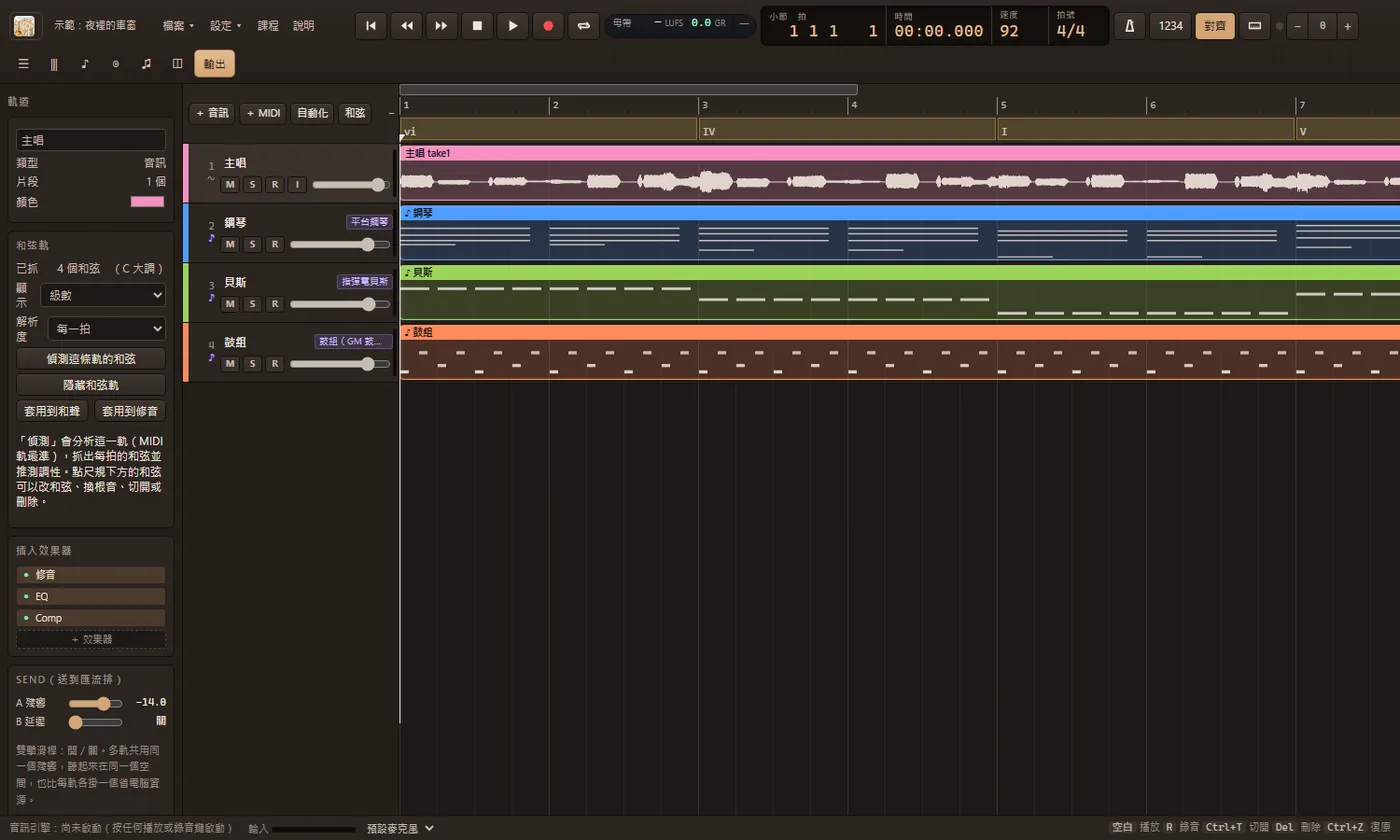 示範：夜裡的車窗
檔案 設定 課程 說明
母帶 — LUFS 0.0 GR —
小節 拍
1 1 1 1
時間
00:00.000
速度
92
拍號
4/4
1234
對齊
− 0 +
輸出
軌道
主唱
類型 音訊
片段 1 個
顏色
和弦軌
已抓 4 個和弦 （C 大調）
顯示 級數
解析度 每一拍
偵測這條軌的和弦
隱藏和弦軌
套用到和聲 套用到修音
「偵測」會分析這一軌（MIDI
軌最準），抓出每拍的和弦並
推測調性。點尺規下方的和弦
可以改和弦、換根音、切開或
刪除。
插入效果器
修音
EQ
Comp
+ 效果器
SEND（送到匯流排）
A 殘響 −14.0
B 延遲 關
雙擊滑桿：開 / 關。多軌共用同
一個殘響，聽起來在同一個空
間，也比每軌各掛一個省電腦資
源。
+ 音訊 + MIDI 自動化 和弦 −
1 2 3 4 5 6 7
vi IV I V
1 主唱
M S R I
主唱 take1
2 鋼琴 平台鋼琴
M S R
♪ 鋼琴
3 貝斯 指彈電貝斯
M S R
♪ 貝斯
4 鼓組 鼓組（GM 鼓…
M S R
♪ 鼓組
音訊引擎：尚未啟動（按任何播放或錄音鍵啟動） 輸入 預設麥克風
空白 播放 R 錄音 Ctrl+T 切開 Del 刪除 Ctrl+Z 復原